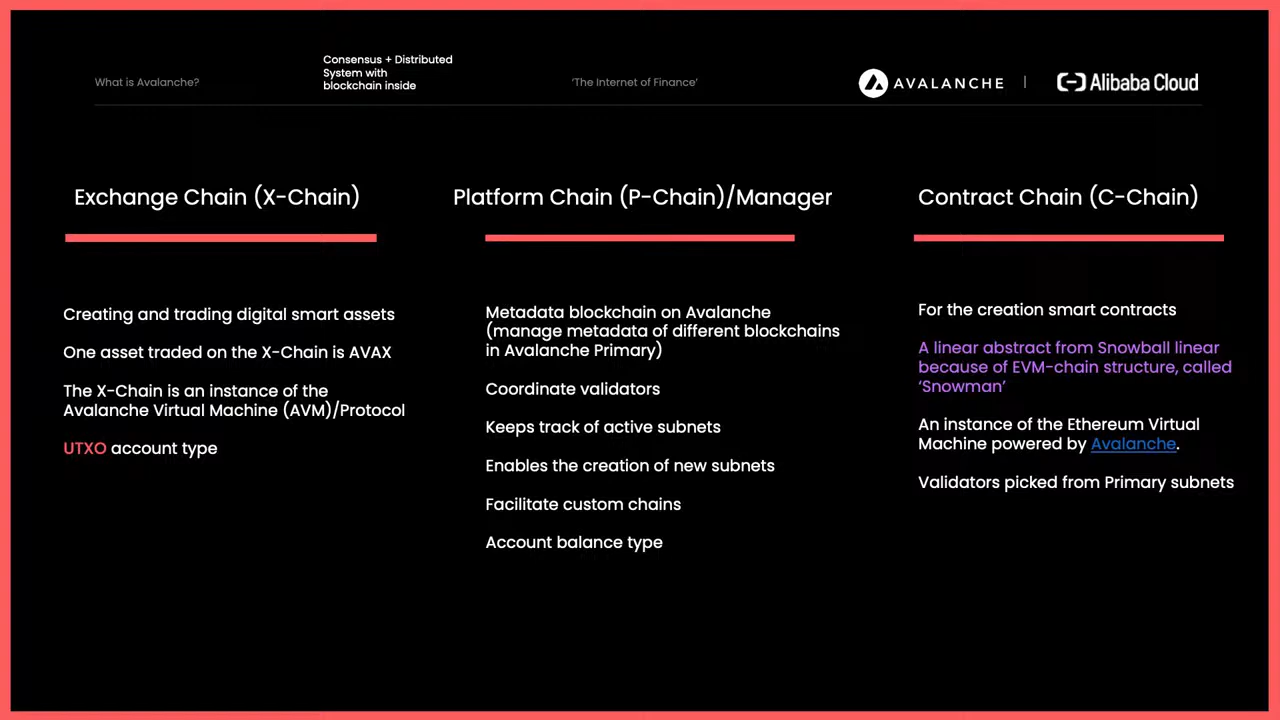 What is Avalanche?
Consensus + Distributed
System with
blockchain inside
'The Internet of Finance'
AVALANCHE | Alibaba Cloud
Exchange Chain (X-Chain)
Creating and trading digital smart assets
One asset traded on the X-Chain is AVAX
The X-Chain is an instance of the
Avalanche Virtual Machine (AVM)/Protocol
UTXO account type
Platform Chain (P-Chain)/Manager
Metadata blockchain on Avalanche
(manage metadata of different blockchains
in Avalanche Primary)
Coordinate validators
Keeps track of active subnets
Enables the creation of new subnets
Facilitate custom chains
Account balance type
Contract Chain (C-Chain)
For the creation smart contracts
A linear abstract from Snowball linear
because of EVM-chain structure, called
‘Snowman’
An instance of the Ethereum Virtual
Machine powered by Avalanche.
Validators picked from Primary subnets